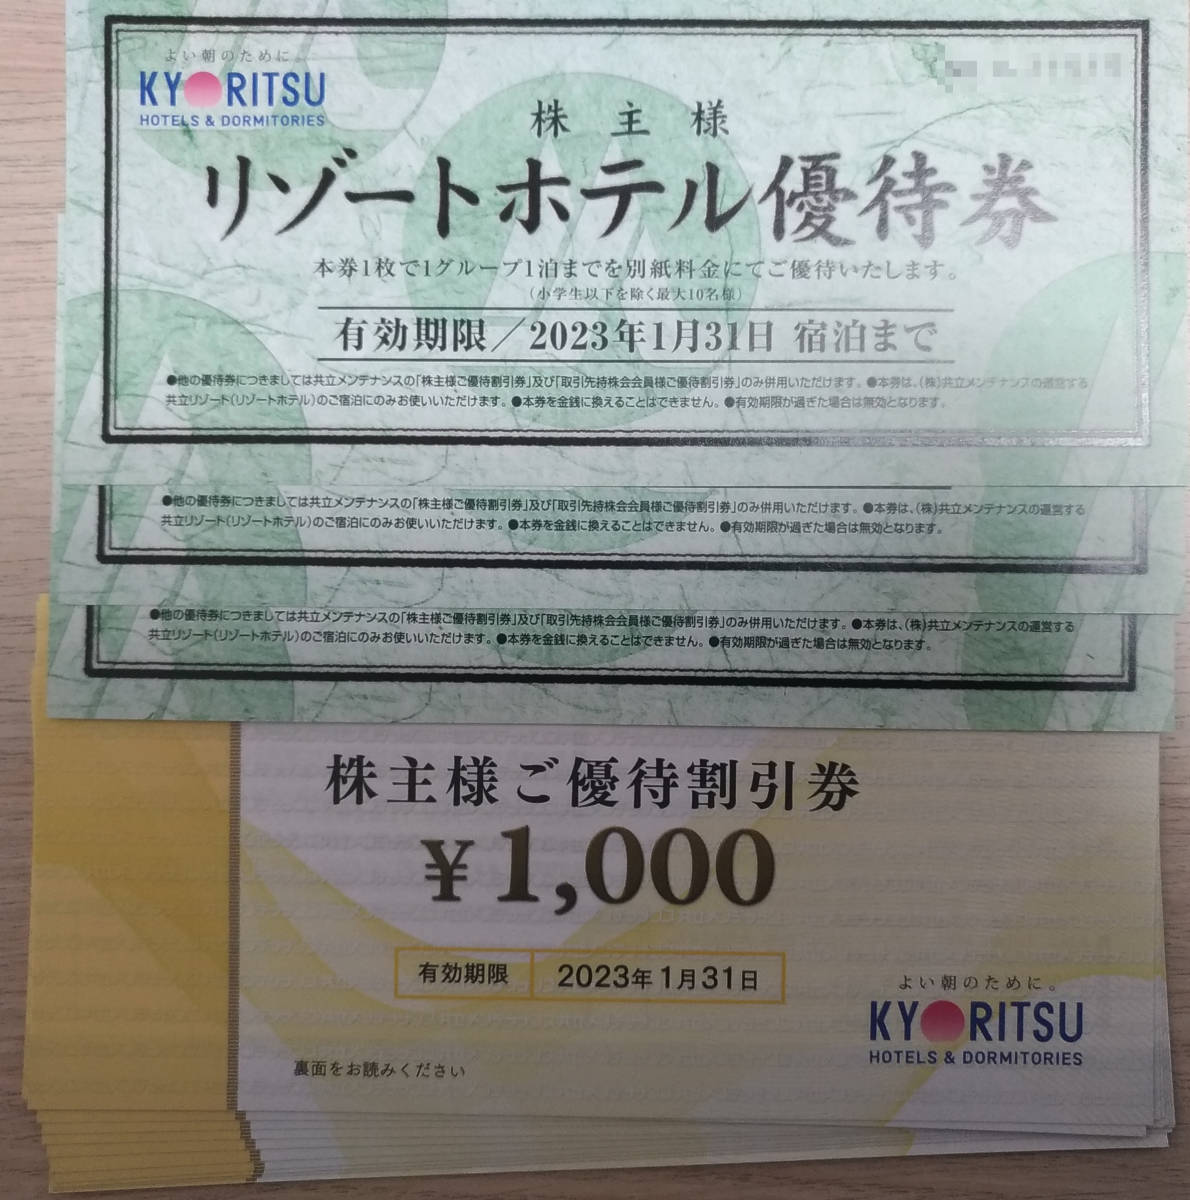 よい朝のために。
KYORITSU
HOTELS & DORMITORIES
株主様
リゾートホテル優待券
本券1枚で1グループ1泊までを別紙料金にてご優待いたします。
(小学生以下を除く最大10名様)
有効期限／2023年1月31日 宿泊まで
●他の優待券につきましては共立メンテナンスの「株主様ご優待割引券」及び「取引先持株会会員様ご優待割引券」のみ併用いただけます。●本券は、(株)共立メンテナンスの運営する
共立リゾート(リゾートホテル)のご宿泊にのみお使いいただけます。●本券を金銭に換えることはできません。●有効期限が過ぎた場合は無効となります。
●他の優待券につきましては共立メンテナンスの「株主様ご優待割引券」及び「取引先持株会会員様ご優待割引券」のみ併用いただけます。●本券は、(株)共立メンテナンスの運営する
共立リゾート(リゾートホテル)のご宿泊にのみお使いいただけます。●本券を金銭に換えることはできません。●有効期限が過ぎた場合は無効となります。
●他の優待券につきましては共立メンテナンスの「株主様ご優待割引券」及び「取引先持株会会員様ご優待割引券」のみ併用いただけます。●本券は、(株)共立メンテナンスの運営する
共立リゾート(リゾートホテル)のご宿泊にのみお使いいただけます。●本券を金銭に換えることはできません。●有効期限が過ぎた場合は無効となります。
株主様ご優待割引券
¥1,000
有効期限 2023年1月31日
よい朝のために。
KYORITSU
HOTELS & DORMITORIES
裏面をお読みください